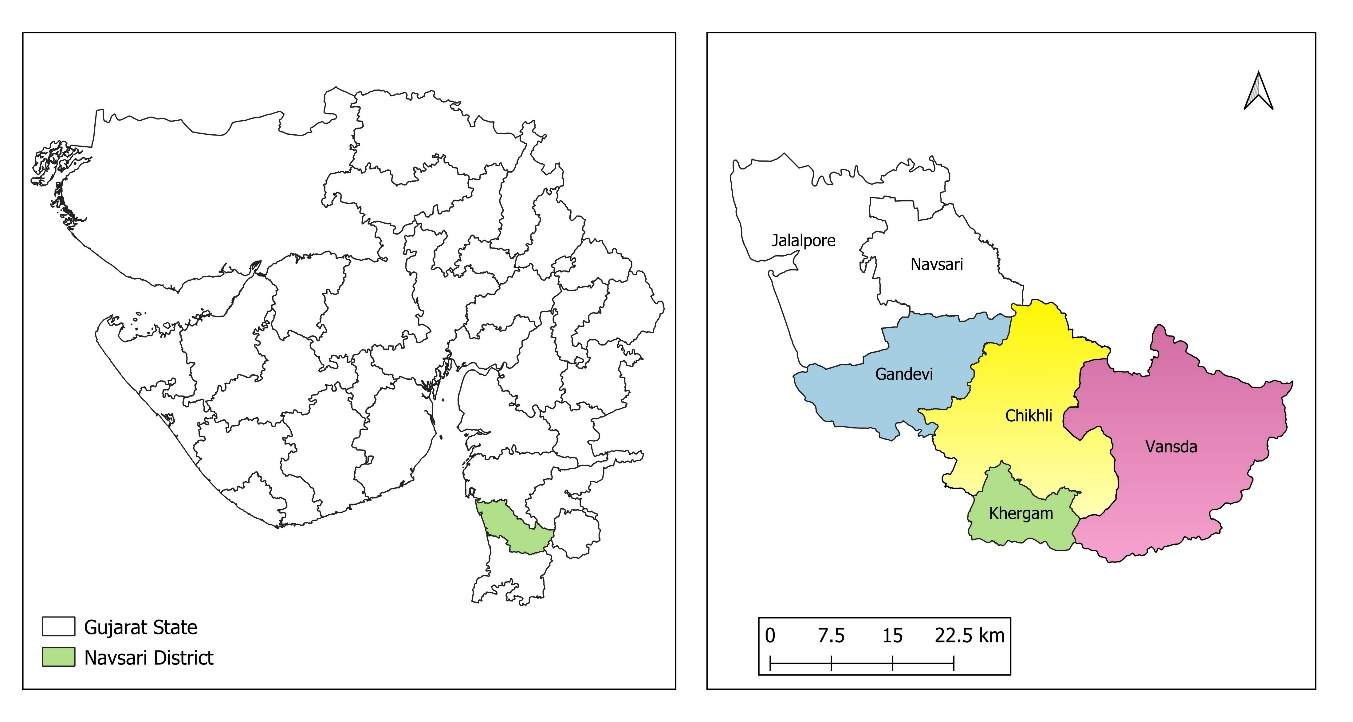 Gujarat State
Navsari District
Jalalpore
Navsari
Gandevi
Chikhli
Vansda
Khergam
0 7.5 15 22.5 km